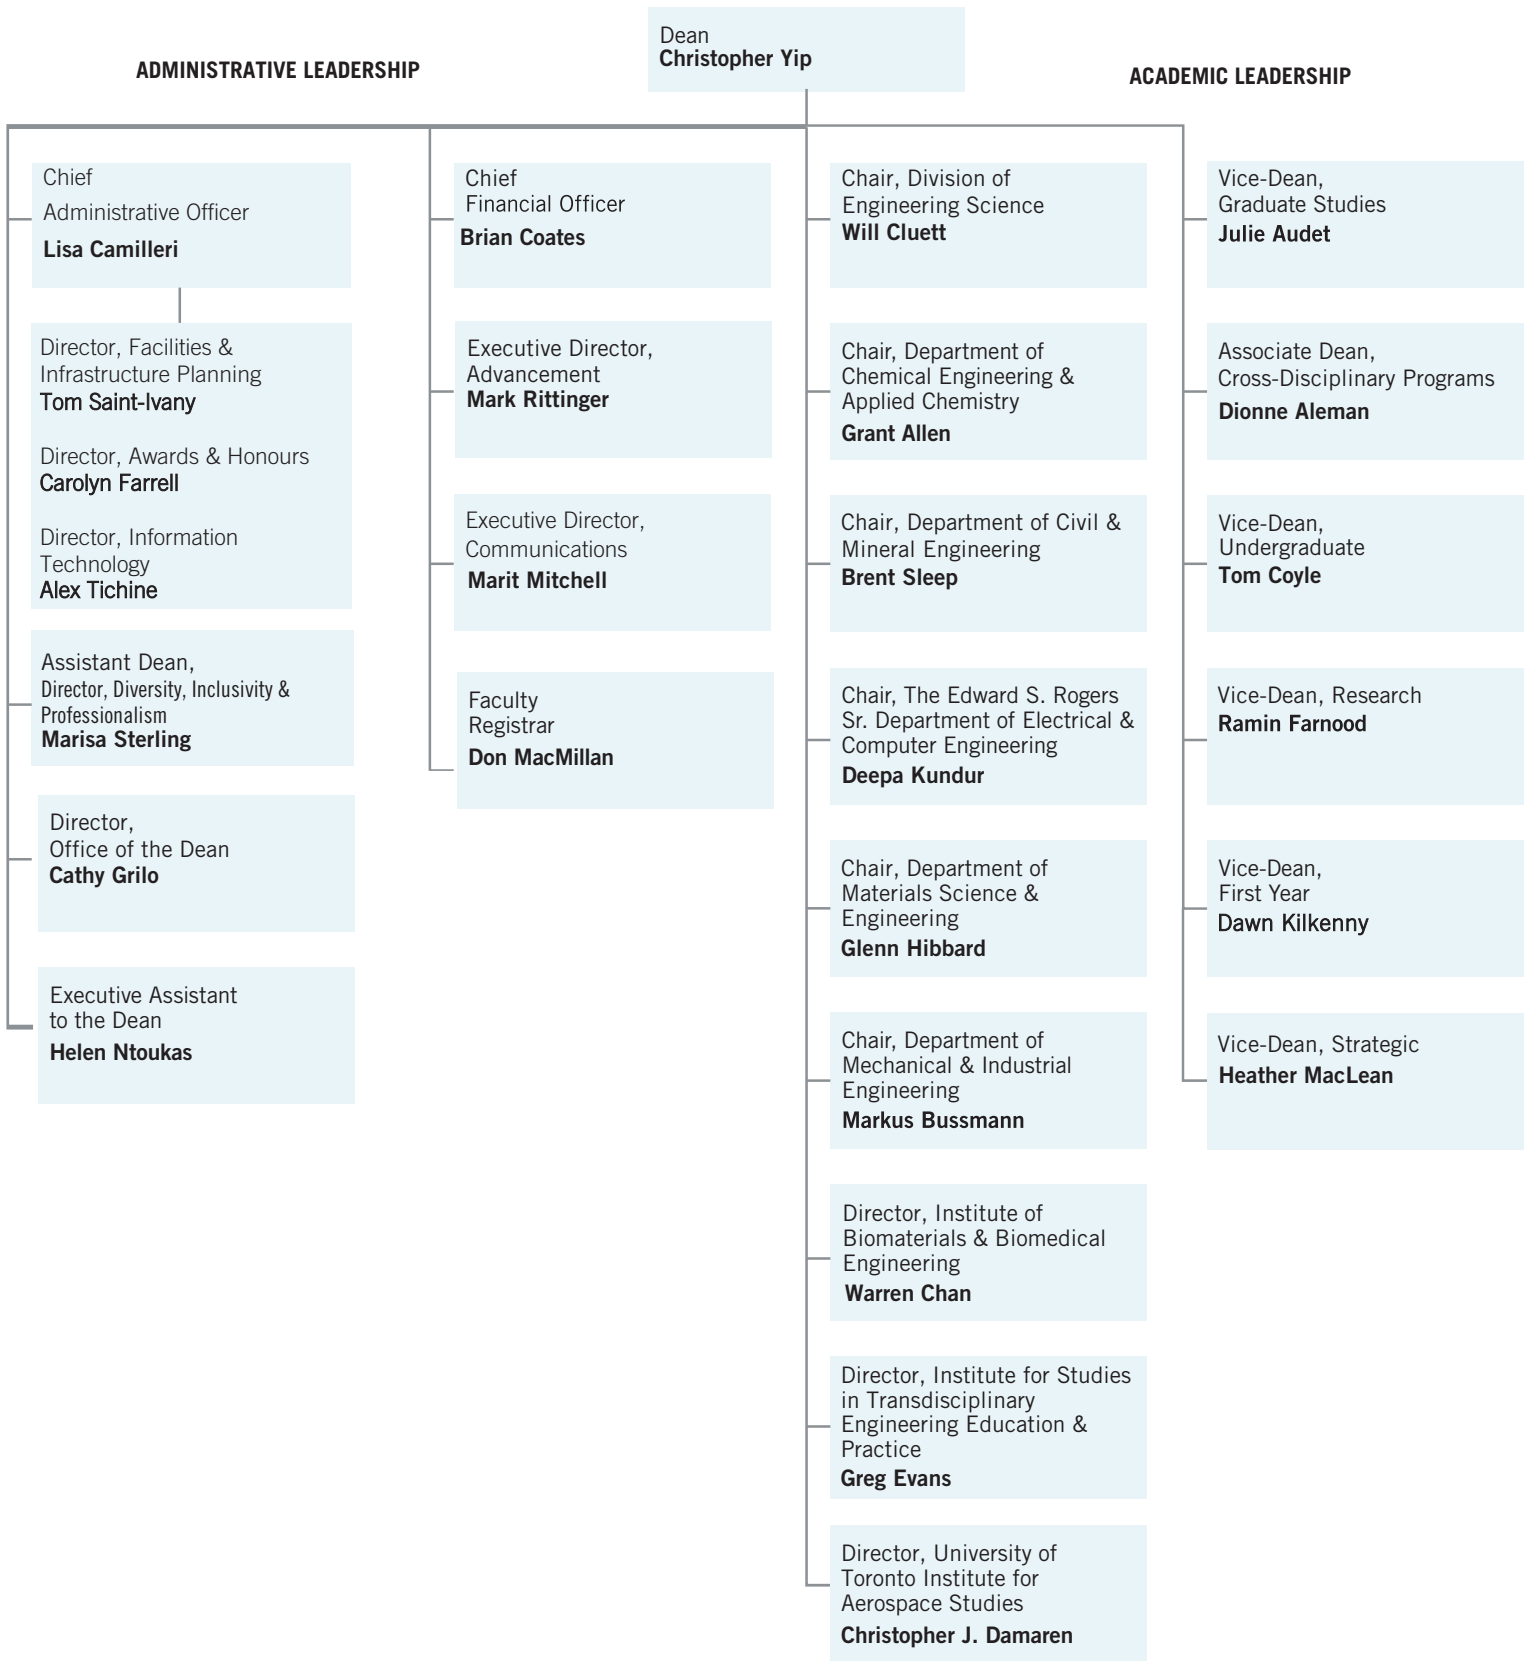 Dean
Christopher Yip
ADMINISTRATIVE LEADERSHIP
ACADEMIC LEADERSHIP
Chief
Administrative Officer
Lisa Camilleri
Director, Facilities &
Infrastructure Planning
Tom Saint-Ivany
Director, Awards & Honours
Carolyn Farrell
Director, Information
Technology
Alex Tichine
Assistant Dean,
Director, Diversity, Inclusivity &
Professionalism
Marisa Sterling
Director,
Office of the Dean
Cathy Grilo
Executive Assistant
to the Dean
Helen Ntoukas
Chief
Financial Officer
Brian Coates
Executive Director,
Advancement
Mark Rittinger
Executive Director,
Communications
Marit Mitchell
Faculty
Registrar
Don MacMillan
Chair, Division of
Engineering Science
Will Cluett
Chair, Department of
Chemical Engineering &
Applied Chemistry
Grant Allen
Chair, Department of Civil &
Mineral Engineering
Brent Sleep
Chair, The Edward S. Rogers
Sr. Department of Electrical &
Computer Engineering
Deepa Kundur
Chair, Department of
Materials Science &
Engineering
Glenn Hibbard
Chair, Department of
Mechanical & Industrial
Engineering
Markus Bussmann
Director, Institute of
Biomaterials & Biomedical
Engineering
Warren Chan
Director, Institute for Studies
in Transdisciplinary
Engineering Education &
Practice
Greg Evans
Director, University of
Toronto Institute for
Aerospace Studies
Christopher J. Damaren
Vice-Dean,
Graduate Studies
Julie Audet
Associate Dean,
Cross-Disciplinary Programs
Dionne Aleman
Vice-Dean,
Undergraduate
Tom Coyle
Vice-Dean, Research
Ramin Farnood
Vice-Dean,
First Year
Dawn Kilkenny
Vice-Dean, Strategic
Heather MacLean